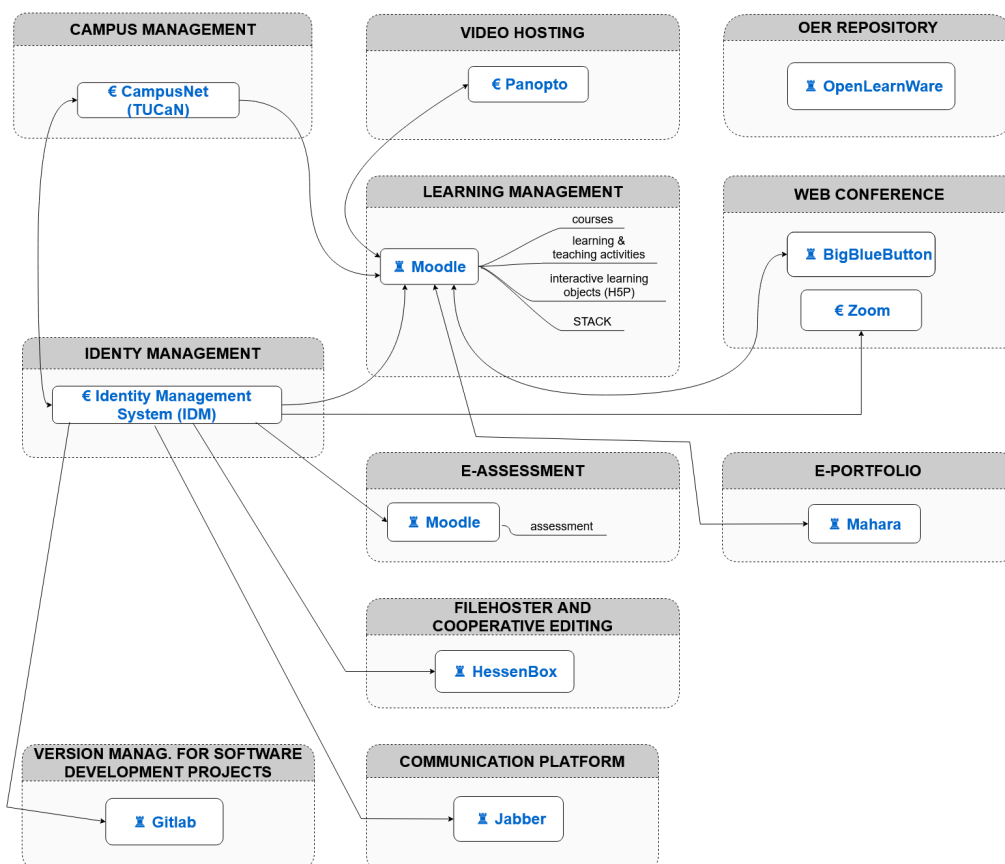 CAMPUS MANAGEMENT
€ CampusNet
(TUCaN)
VIDEO HOSTING
€ Panopto
OER REPOSITORY
♜ OpenLearnWare
LEARNING MANAGEMENT
♜ Moodle
courses
learning &
teaching activities
interactive learning
objects (H5P)
STACK
WEB CONFERENCE
♜ BigBlueButton
€ Zoom
IDENTY MANAGEMENT
€ Identity Management
System (IDM)
E-ASSESSMENT
♜ Moodle
assessment
E-PORTFOLIO
♜ Mahara
FILEHOSTER AND
COOPERATIVE EDITING
♜ HessenBox
VERSION MANAG. FOR SOFTWARE
DEVELOPMENT PROJECTS
♜ Gitlab
COMMUNICATION PLATFORM
♜ Jabber